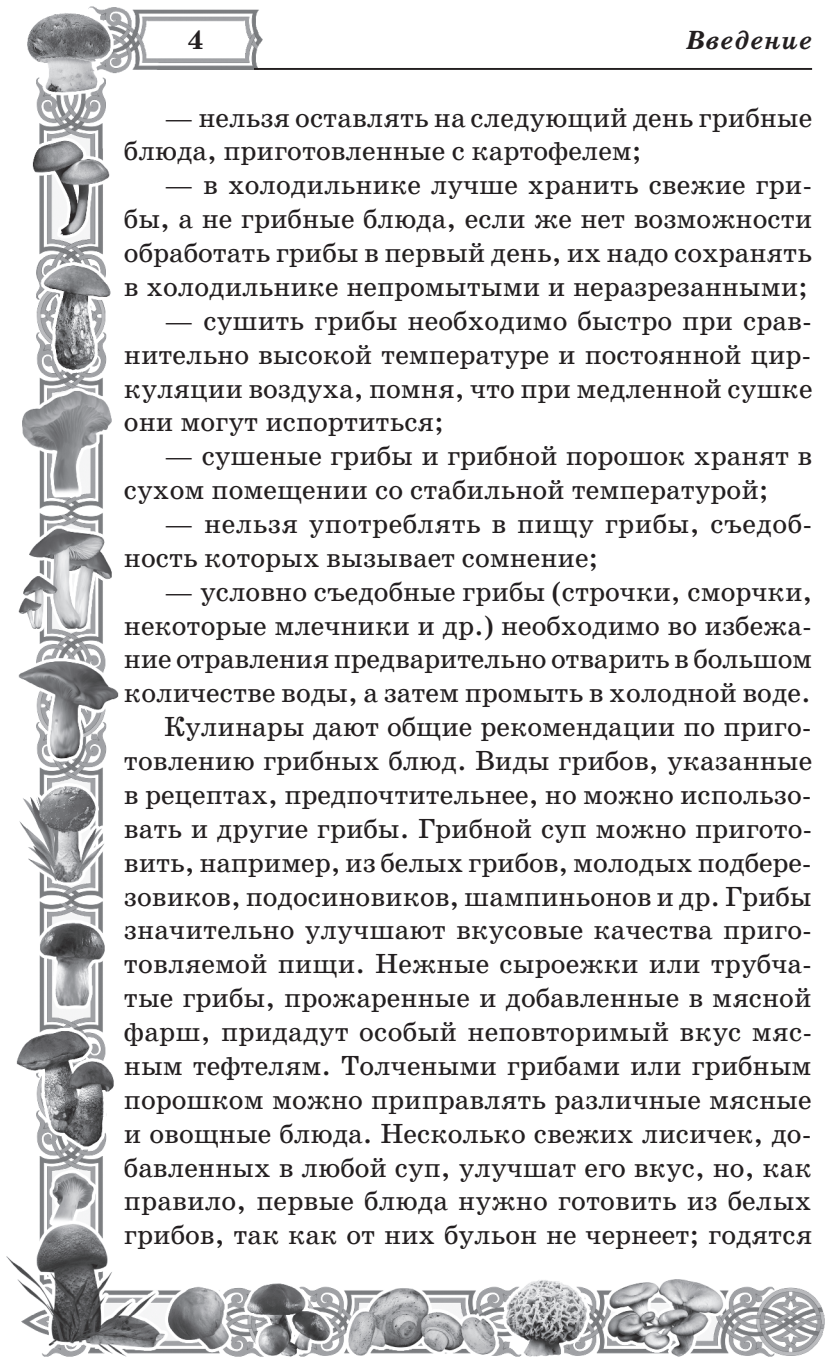 4
Введение
— нельзя оставлять на следующий день грибные
блюда, приготовленные с картофелем;
— в холодильнике лучше хранить свежие гри-
бы, а не грибные блюда, если же нет возможности
обработать грибы в первый день, их надо сохранять
в холодильнике непромытыми и неразрезанными;
— сушить грибы необходимо быстро при срав-
нительно высокой температуре и постоянной цир-
куляции воздуха, помня, что при медленной сушке
они могут испортиться;
— сушеные грибы и грибной порошок хранят в
сухом помещении со стабильной температурой;
— нельзя употреблять в пищу грибы, съедоб-
ность которых вызывает сомнение;
— условно съедобные грибы (строчки, сморчки,
некоторые млечники и др.) необходимо во избежа-
ние отравления предварительно отварить в большом
количестве воды, а затем промыть в холодной воде.
Кулинары дают общие рекомендации по приго-
товлению грибных блюд. Виды грибов, указанные
в рецептах, предпочтительнее, но можно использо-
вать и другие грибы. Грибной суп можно пригото-
вить, например, из белых грибов, молодых подбере-
зовиков, подосиновиков, шампиньонов и др. Грибы
значительно улучшают вкусовые качества приго-
товляемой пищи. Нежные сыроежки или трубча-
тые грибы, прожаренные и добавленные в мясной
фарш, придадут особый неповторимый вкус мяс-
ным тефтелям. Толчеными грибами или грибным
порошком можно приправлять различные мясные
и овощные блюда. Несколько свежих лисичек, до-
бавленных в любой суп, улучшат его вкус, но, как
правило, первые блюда нужно готовить из белых
грибов, так как от них бульон не чернеет; годятся